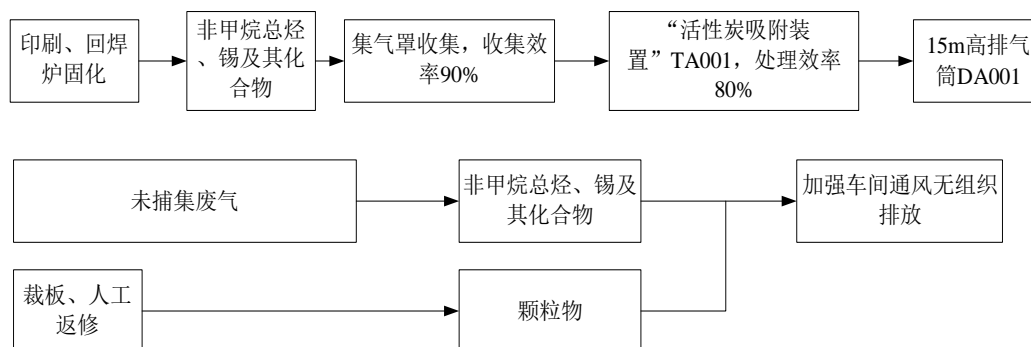 印刷、回焊
炉固化
非甲烷总烃
、锡及其化
合物
集气罩收集，收集效
率90%
“活性炭吸附装
置”TA001，处理效率
80%
15m高排气
筒DA001
未捕集废气
非甲烷总烃、锡及
其化合物
加强车间通风无组织
排放
裁板、人工
返修
颗粒物